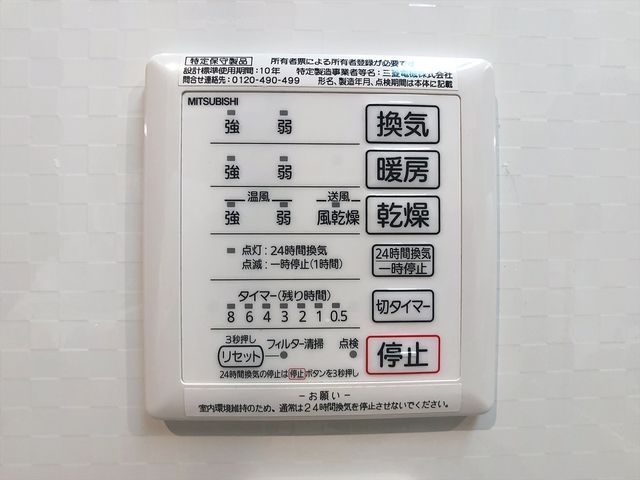 特定保守製品 所有者票による所有者登録が必要です
設計標準使用期間:10年 特定製造事業者等名:三菱電機株式会社
問合せ連絡先:0120-490-499 形名、製造年月、点検期間は本体に記載
MITSUBISHI
強 弱 換気
強 弱 暖房
温風 送風
強 弱 風乾燥 乾燥
点灯:24時間換気
点滅:一時停止(1時間)
24時間換気
一時停止
タイマー(残り時間)
8 6 4 3 2 1 0.5
切タイマー
3秒押し
リセット フィルター清掃 点検
停止
24時間換気の停止は停止ボタンを3秒押し
-お願い-
室内環境維持のため、通常は24時間換気を停止させないでください。